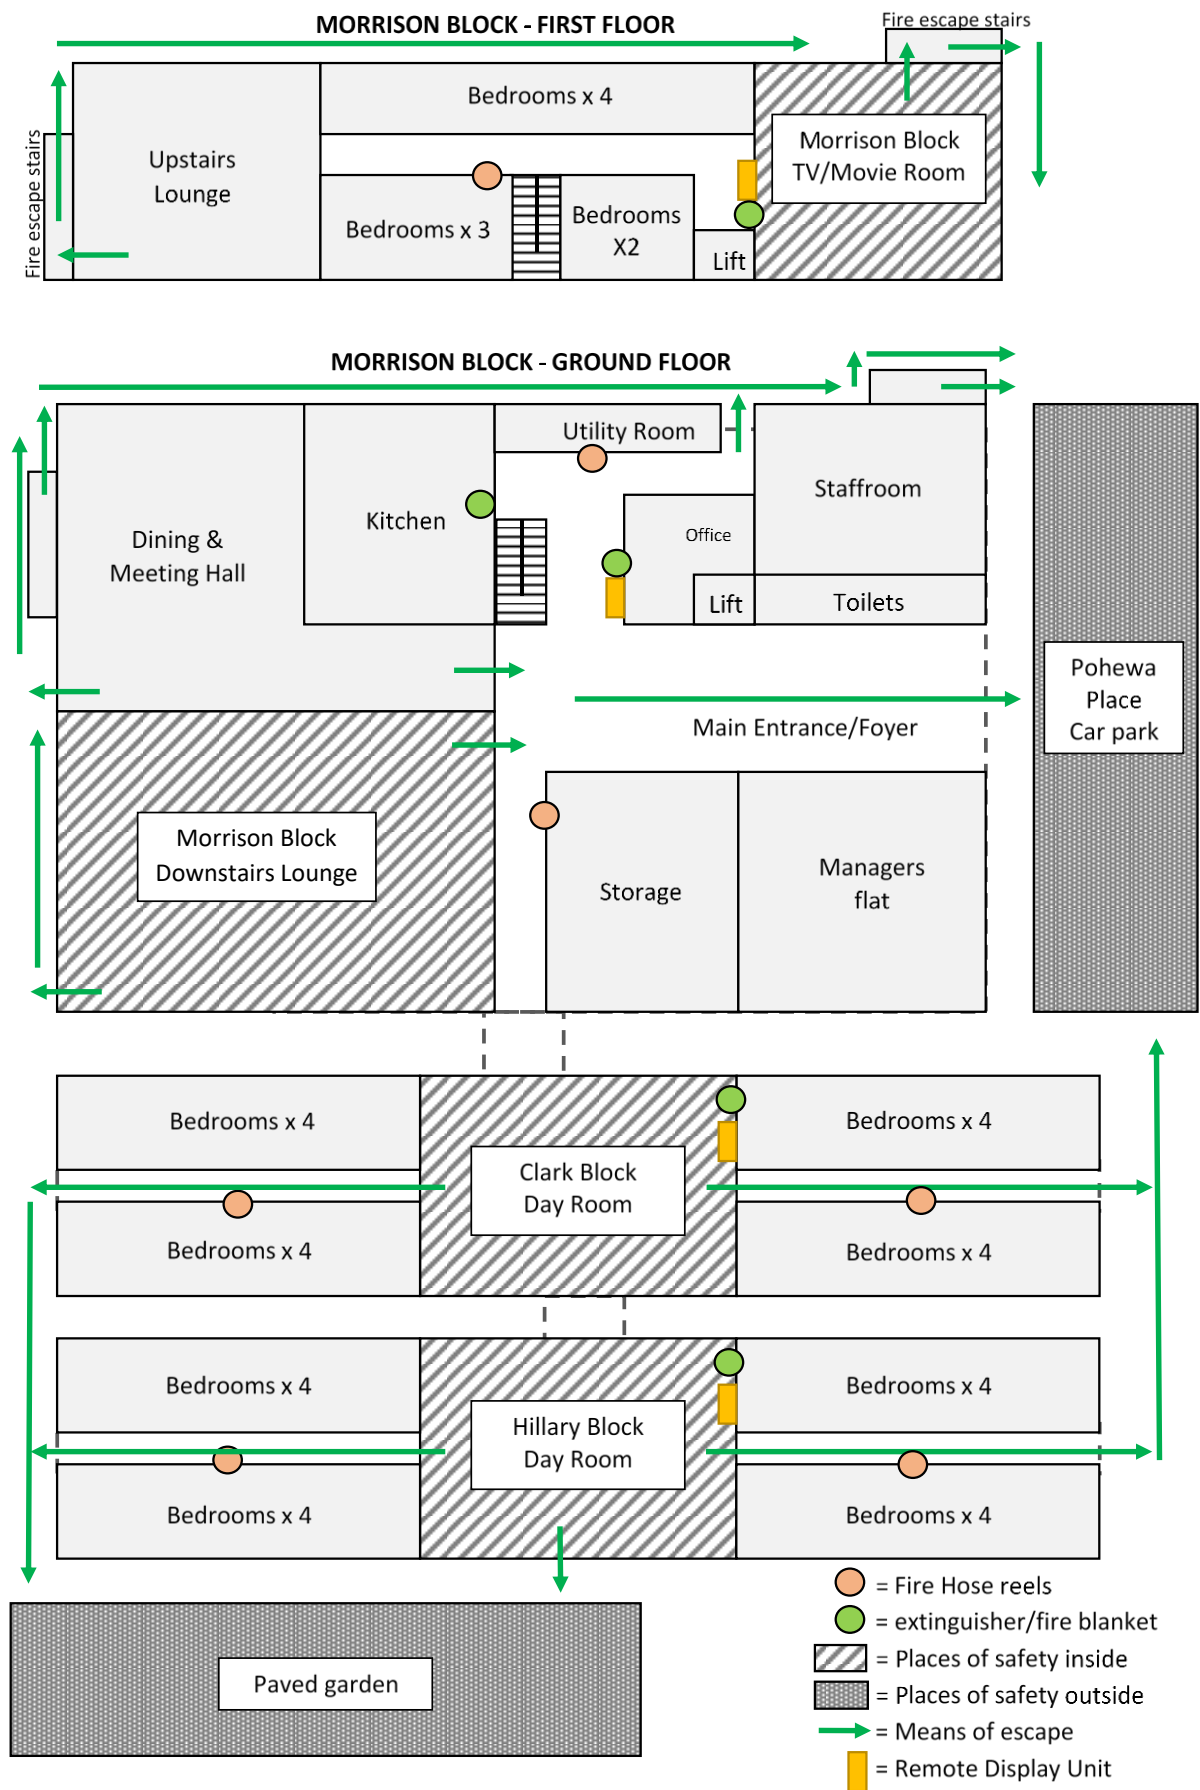 MORRISON BLOCK - FIRST FLOOR
Fire escape stairs
Bedrooms x 4
Upstairs
Lounge
Morrison Block
TV/Movie Room
Fire escape stairs
Bedrooms x 3
Bedrooms
X2
Lift
MORRISON BLOCK - GROUND FLOOR
Utility Room
Staffroom
Kitchen
Office
Dining &
Meeting Hall
Lift
Toilets
Pohewa
Place
Car park
Main Entrance/Foyer
Morrison Block
Downstairs Lounge
Storage
Managers
flat
Bedrooms x 4
Bedrooms x 4
Clark Block
Day Room
Bedrooms x 4
Bedrooms x 4
Bedrooms x 4
Bedrooms x 4
Hillary Block
Day Room
Bedrooms x 4
Bedrooms x 4
= Fire Hose reels
= extinguisher/fire blanket
= Places of safety inside
Paved garden
= Places of safety outside
= Means of escape
= Remote Display Unit